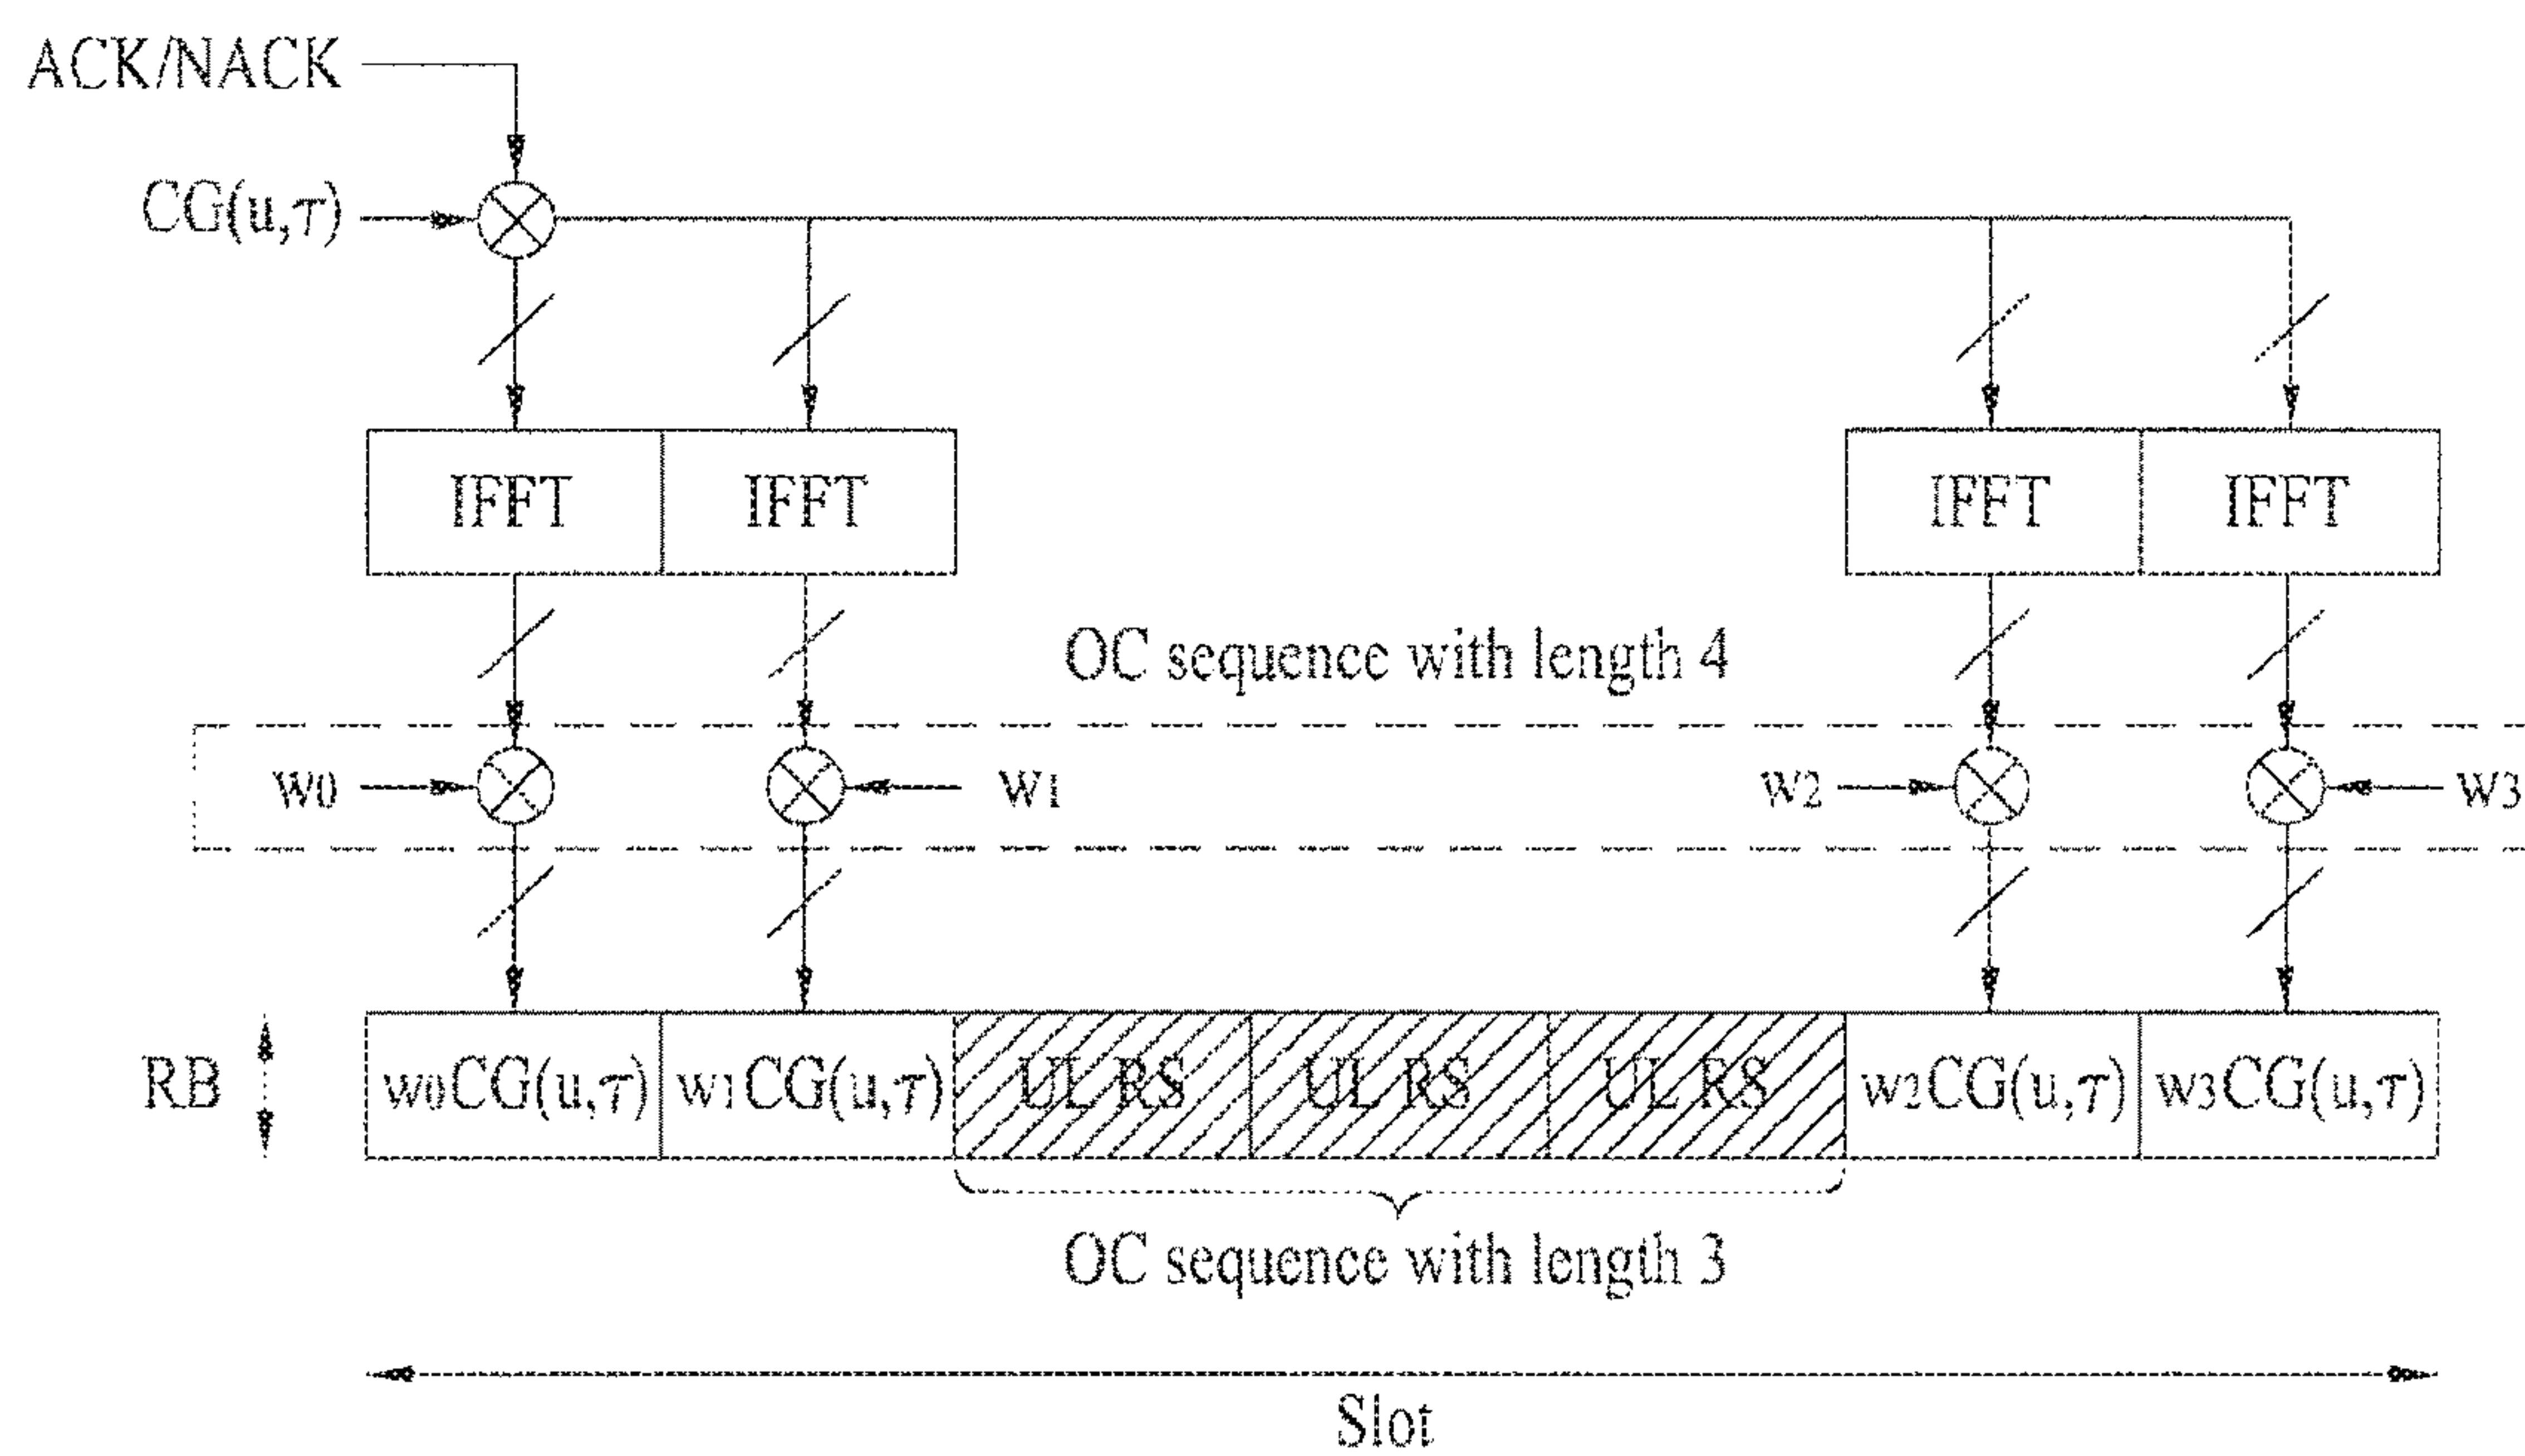 ACK/NACK
CG(u,τ)
IFFT IFFT IFFT IFFT
OC sequence with length 4
W0 W1 W2 W3
RB w0CG(u,τ) w1CG(u,τ) UL RS UL RS UL RS w2CG(u,τ) w3CG(u,τ)
OC sequence with length 3
Slot